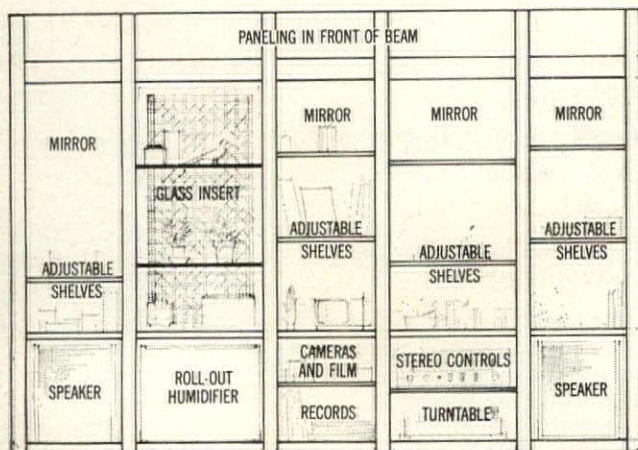 PANELING IN FRONT OF BEAM
MIRROR
GLASS INSERT
MIRROR
MIRROR
MIRROR
ADJUSTABLE
SHELVES
ADJUSTABLE
SHELVES
ADJUSTABLE
SHELVES
ADJUSTABLE
SHELVES
SPEAKER
ROLL-OUT
HUMIDIFIER
CAMERAS
AND FILM
RECORDS
STEREO CONTROLS
TURNTABLE
SPEAKER